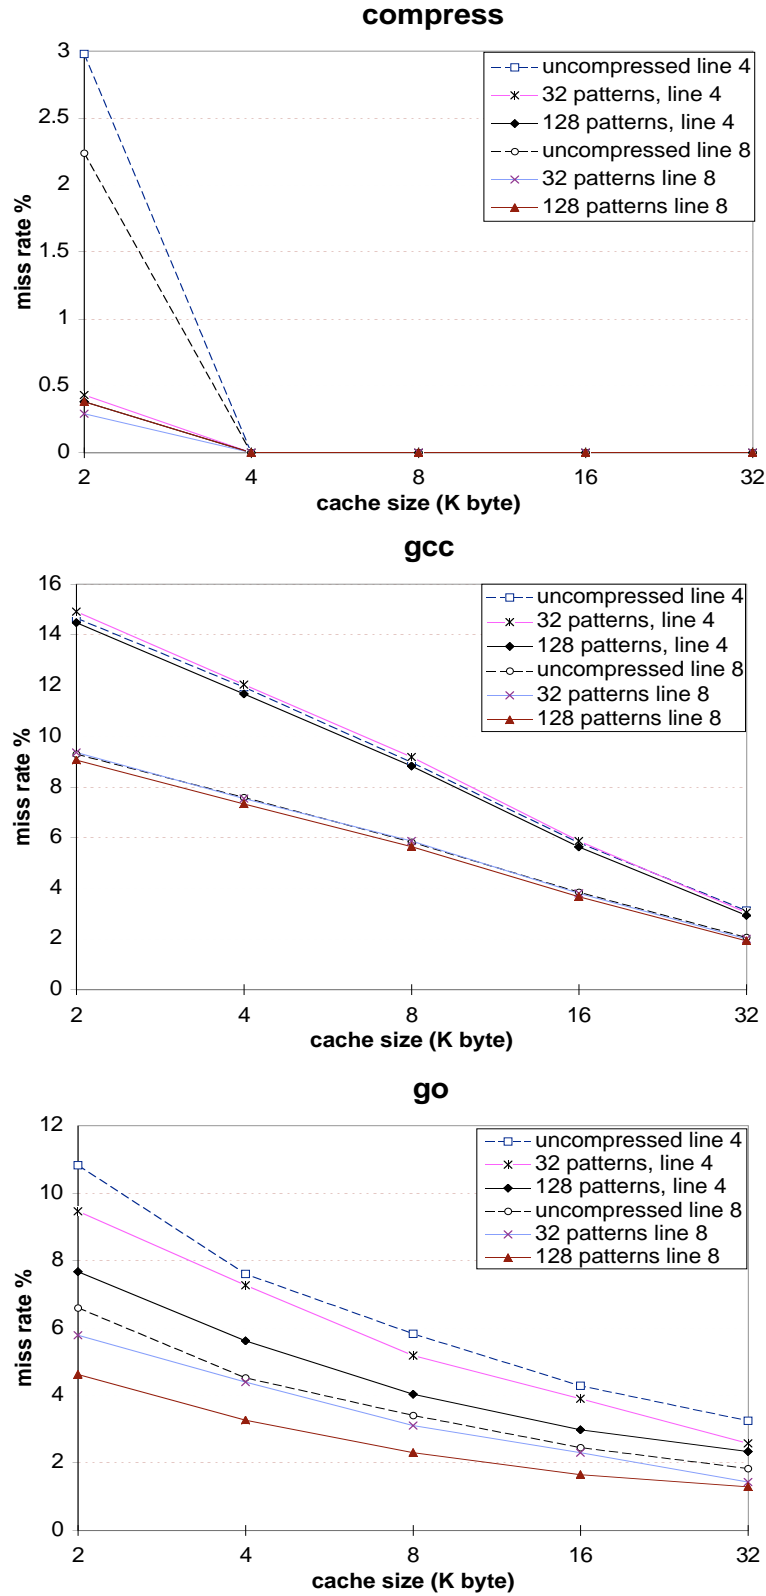 compress
3
2.5
2
1.5
1
0.5
0
miss rate %
uncompressed line 4
32 patterns, line 4
128 patterns, line 4
uncompressed line 8
32 patterns line 8
128 patterns line 8
2 4 8 16 32
cache size (K byte)
gcc
16
14
12
10
8
6
4
2
0
miss rate %
uncompressed line 4
32 patterns, line 4
128 patterns, line 4
uncompressed line 8
32 patterns line 8
128 patterns line 8
2 4 8 16 32
cache size (K byte)
go
12
10
8
6
4
2
0
miss rate %
uncompressed line 4
32 patterns, line 4
128 patterns, line 4
uncompressed line 8
32 patterns line 8
128 patterns line 8
2 4 8 16 32
cache size (K byte)